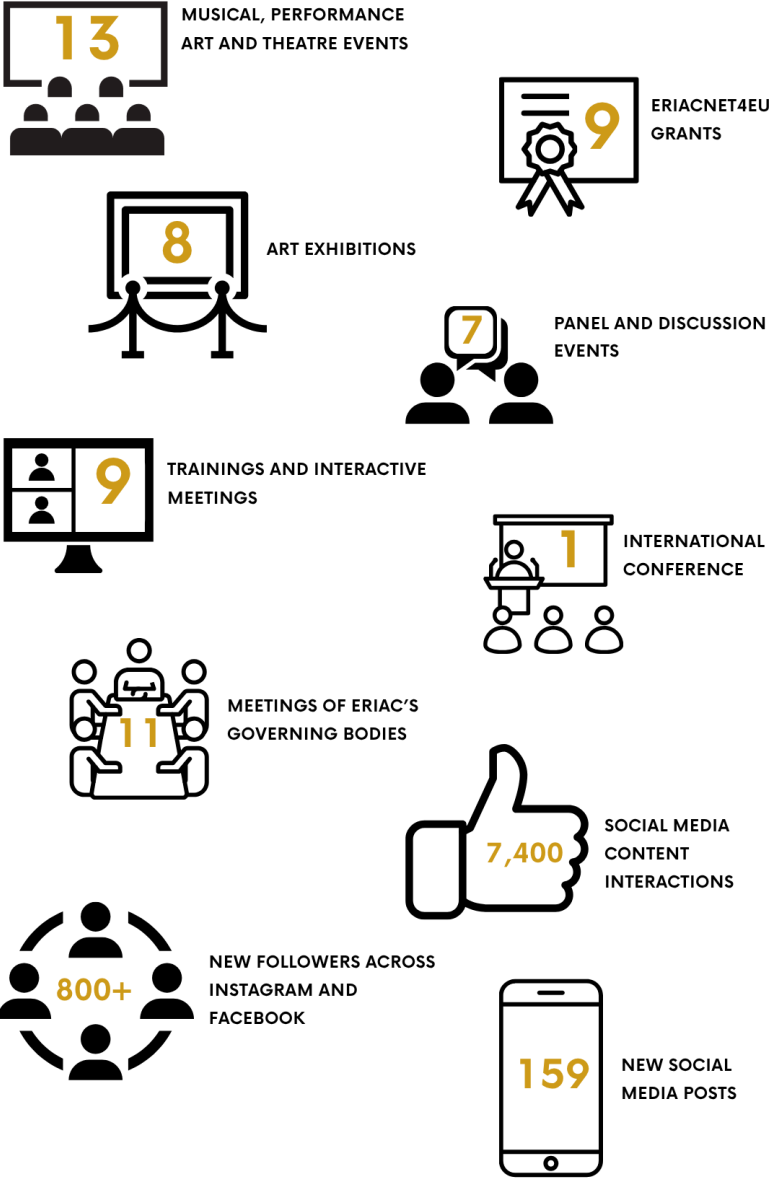 13
MUSICAL, PERFORMANCE
ART AND THEATRE EVENTS
9
ERIACNET4EU
GRANTS
8
ART EXHIBITIONS
7
PANEL AND DISCUSSION
EVENTS
9
TRAININGS AND INTERACTIVE
MEETINGS
1
INTERNATIONAL
CONFERENCE
11
MEETINGS OF ERIAC’S
GOVERNING BODIES
7,400
SOCIAL MEDIA
CONTENT
INTERACTIONS
800+
NEW FOLLOWERS ACROSS
INSTAGRAM AND
FACEBOOK
159
NEW SOCIAL
MEDIA POSTS